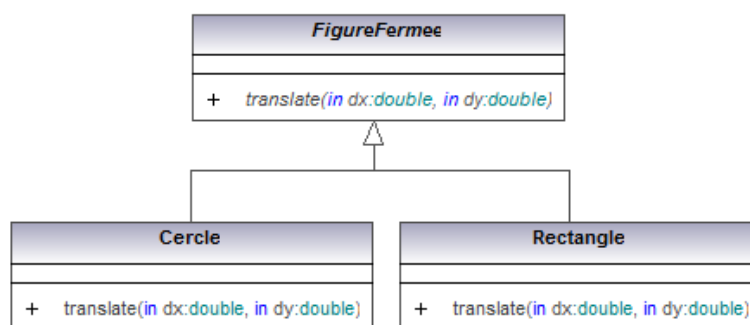 FigureFermee
+ translate(in dx:double, in dy:double)
Cercle
+ translate(in dx:double, in dy:double)
Rectangle
+ translate(in dx:double, in dy:double)